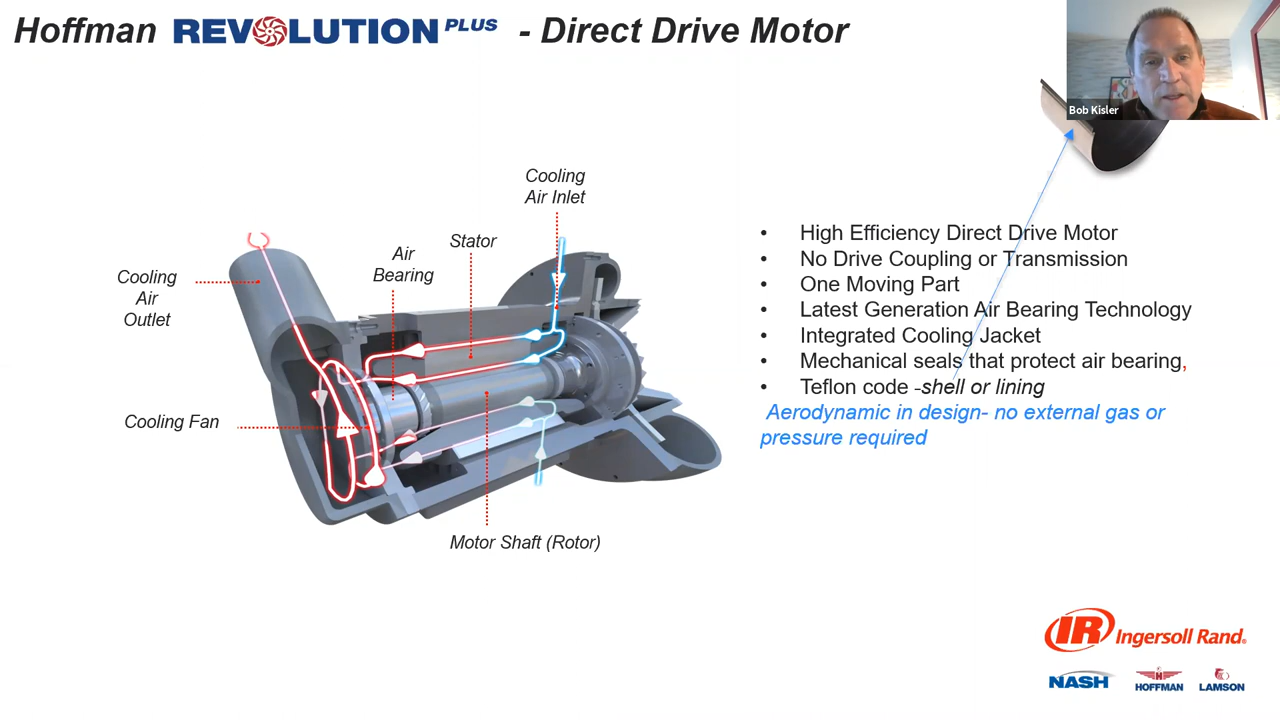 Hoffman REVOLUTION PLUS - Direct Drive Motor
Bob Kisler
Cooling
Air Inlet
Stator
Air
Bearing
Cooling
Air
Outlet
Cooling Fan
Motor Shaft (Rotor)
• High Efficiency Direct Drive Motor
• No Drive Coupling or Transmission
• One Moving Part
• Latest Generation Air Bearing Technology
• Integrated Cooling Jacket
• Mechanical seals that protect air bearing,
• Teflon code -shell or lining
Aerodynamic in design- no external gas or
pressure required
IR Ingersoll Rand®
NASH HOFFMAN LAMSON